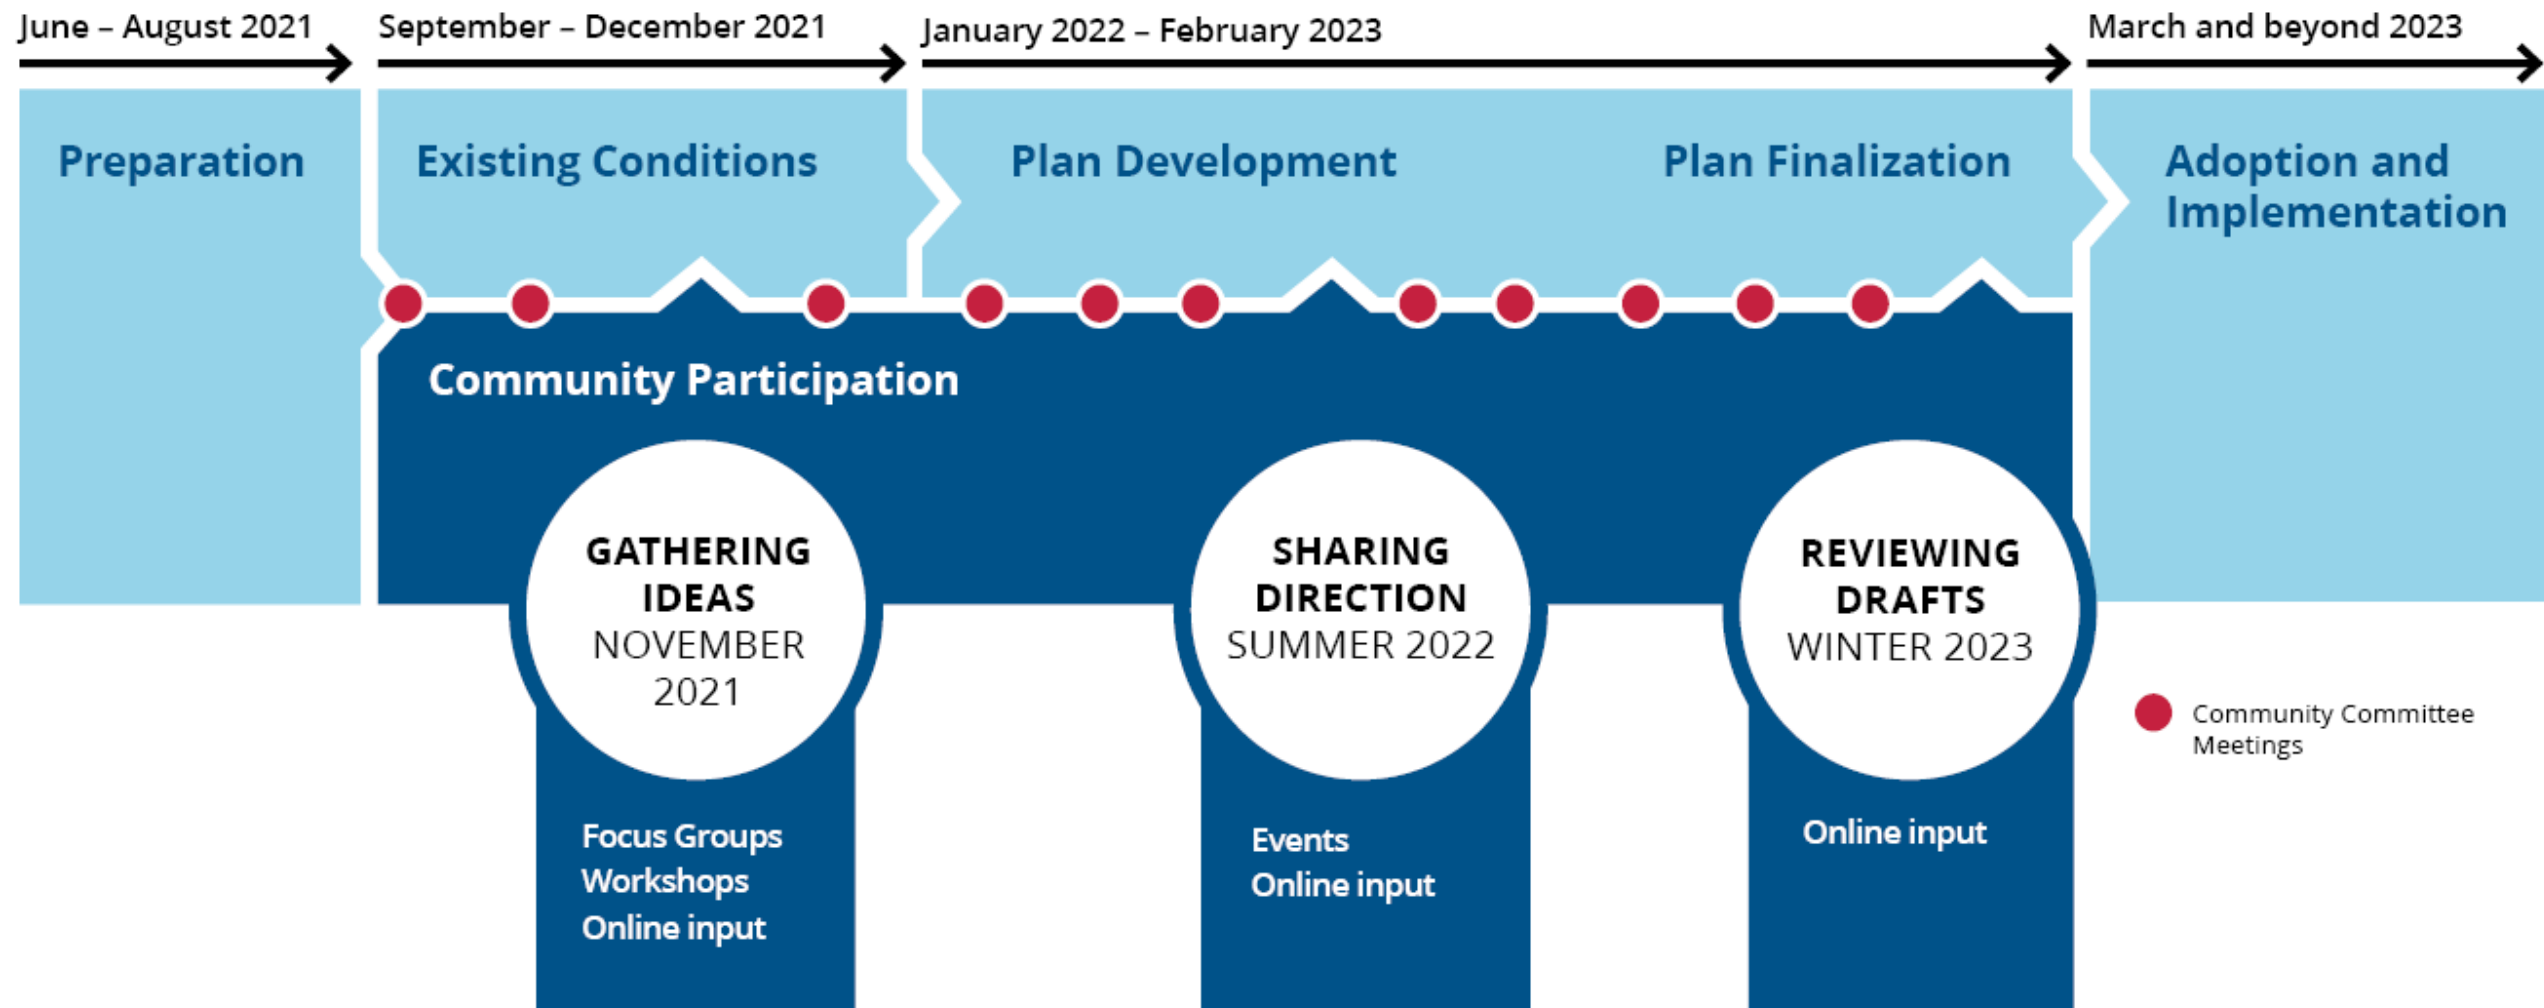 June – August 2021
September – December 2021
January 2022 – February 2023
March and beyond 2023
Preparation
Existing Conditions
Plan Development
Plan Finalization
Adoption and
Implementation
Community Participation
GATHERING
IDEAS
NOVEMBER
2021
SHARING
DIRECTION
SUMMER 2022
REVIEWING
DRAFTS
WINTER 2023
Community Committee
Meetings
Focus Groups
Workshops
Online input
Events
Online input
Online input